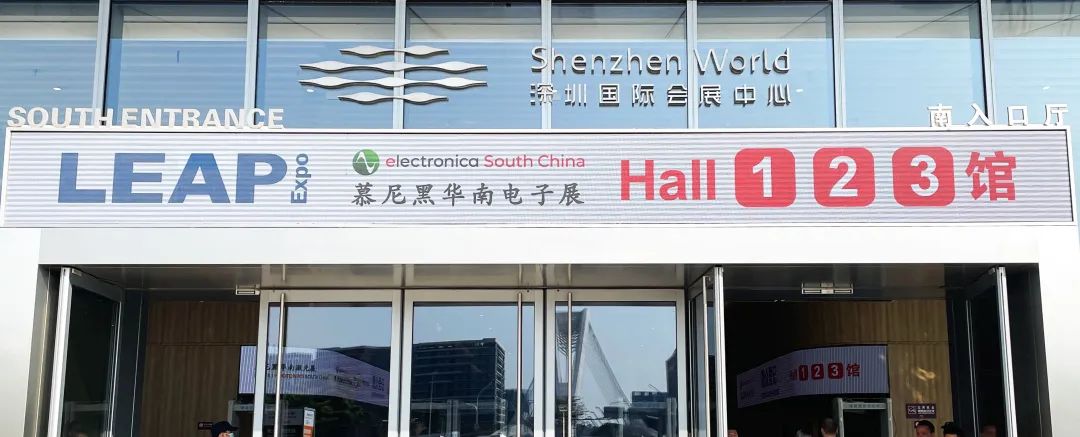 Shenzhen World
深圳国际会展中心
SOUTH ENTRANCE
南入口厅
LEAP Expo
electronica South China
慕尼黑华南电子展
Hall 1 2 3 馆
Hall 1 2 3 馆